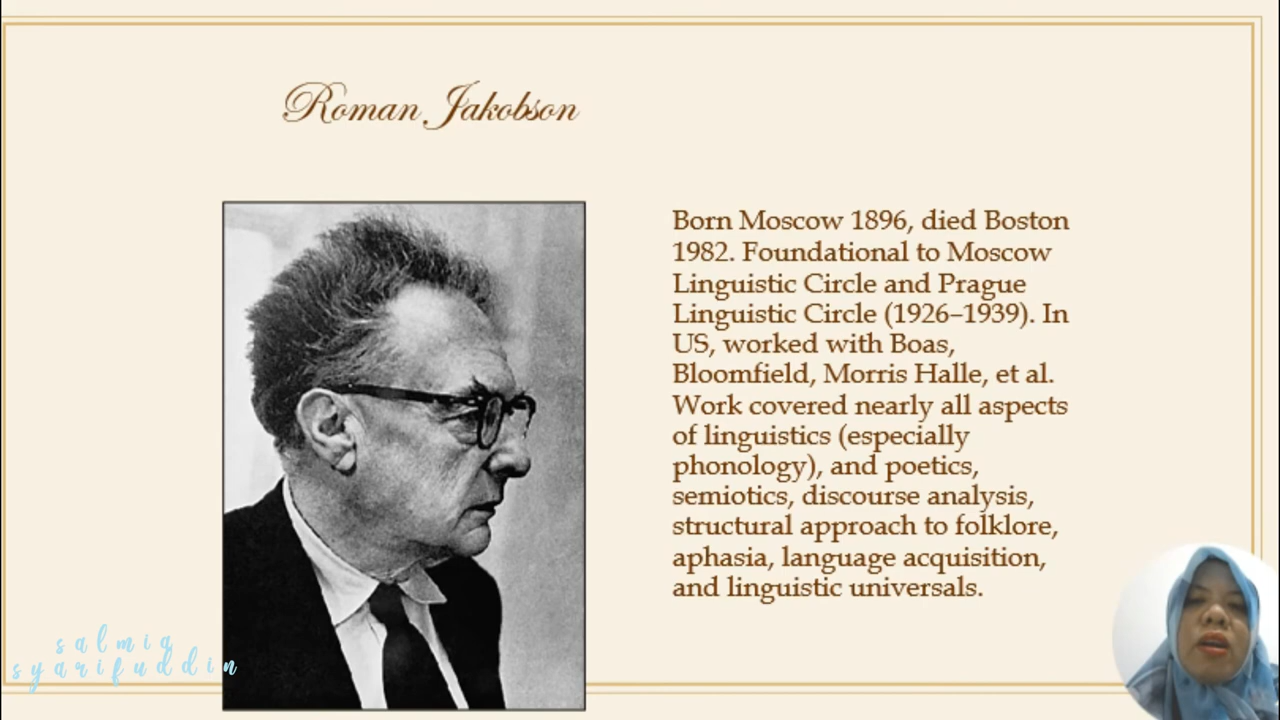 Roman Jakobson
Born Moscow 1896, died Boston
1982. Foundational to Moscow
Linguistic Circle and Prague
Linguistic Circle (1926–1939). In
US, worked with Boas,
Bloomfield, Morris Halle, et al.
Work covered nearly all aspects
of linguistics (especially
phonology), and poetics,
semiotics, discourse analysis,
structural approach to folklore,
aphasia, language acquisition,
and linguistic universals.
salmia
syarifuddin